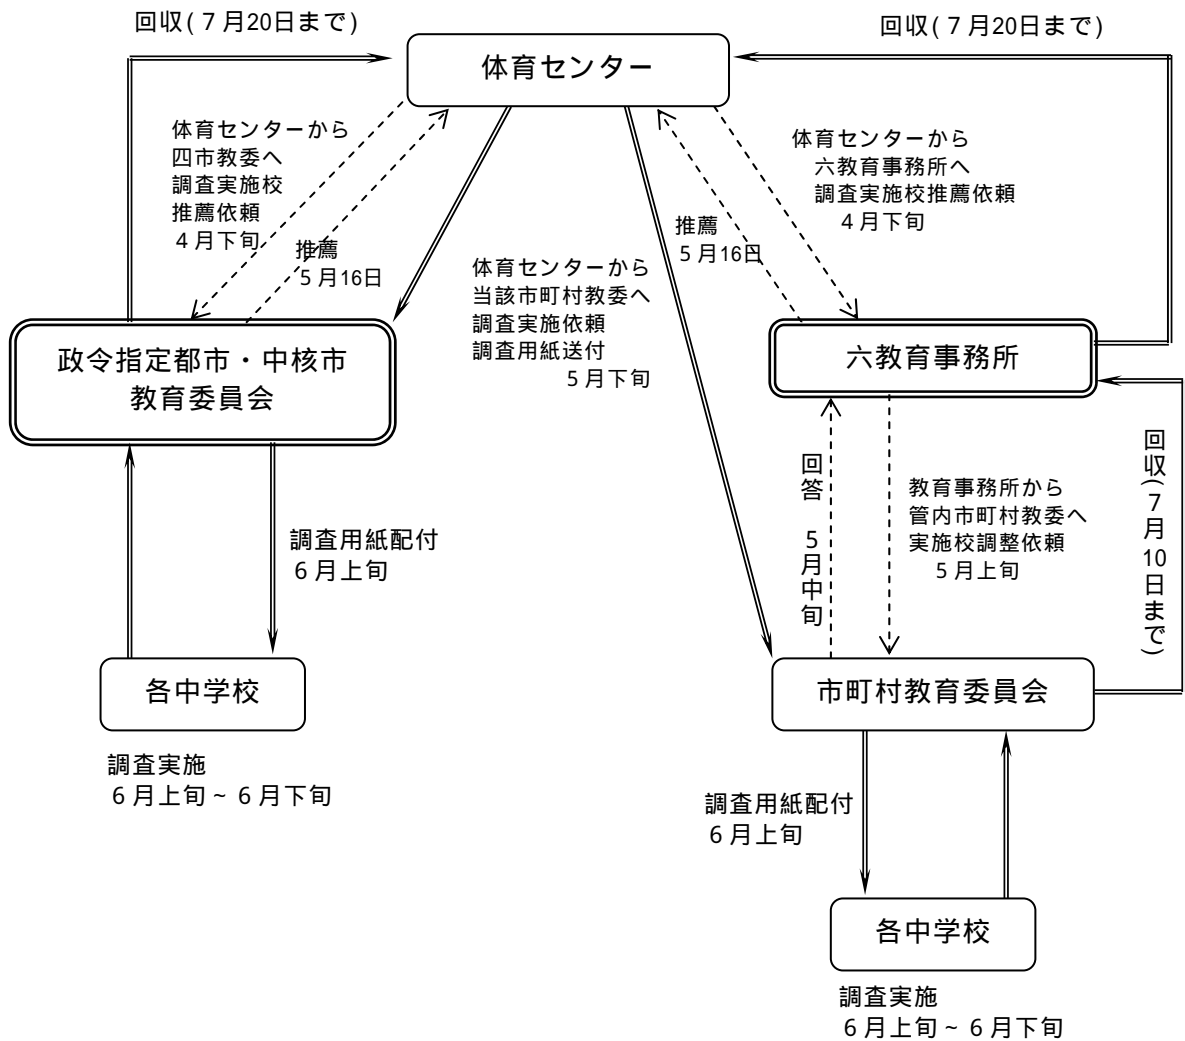 回収(７月20日まで)
回収(７月20日まで)
体育センター
体育センターから
四市教委へ
調査実施校
推薦依頼
４月下旬
推薦
５月16日
体育センターから
当該市町村教委へ
調査実施依頼
調査用紙送付
５月下旬
推薦
５月16日
体育センターから
六教育事務所へ
調査実施校推薦依頼
４月下旬
政令指定都市・中核市
教育委員会
六教育事務所
調査用紙配付
６月上旬
回答　５月中旬
教育事務所から
管内市町村教委へ
実施校調整依頼
５月上旬
回収(７月10日まで)
各中学校
調査実施
６月上旬～６月下旬
市町村教育委員会
調査用紙配付
６月上旬
各中学校
調査実施
６月上旬～６月下旬